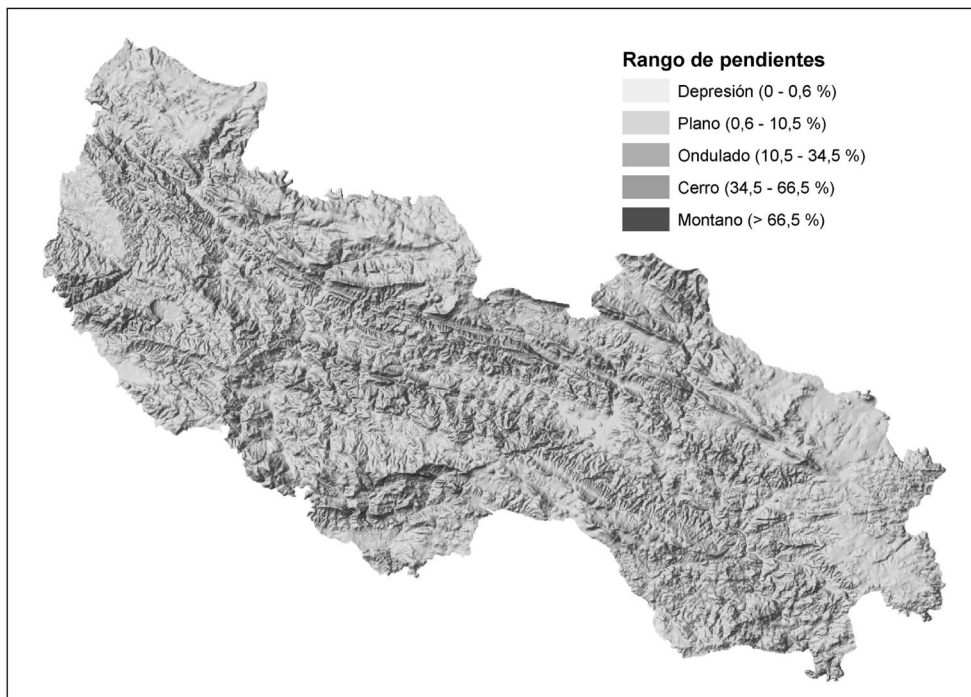 Rango de pendientes
Depresión (0 - 0,6 %)
Plano (0,6 - 10,5 %)
Ondulado (10,5 - 34,5 %)
Cerro (34,5 - 66,5 %)
Montano (> 66,5 %)